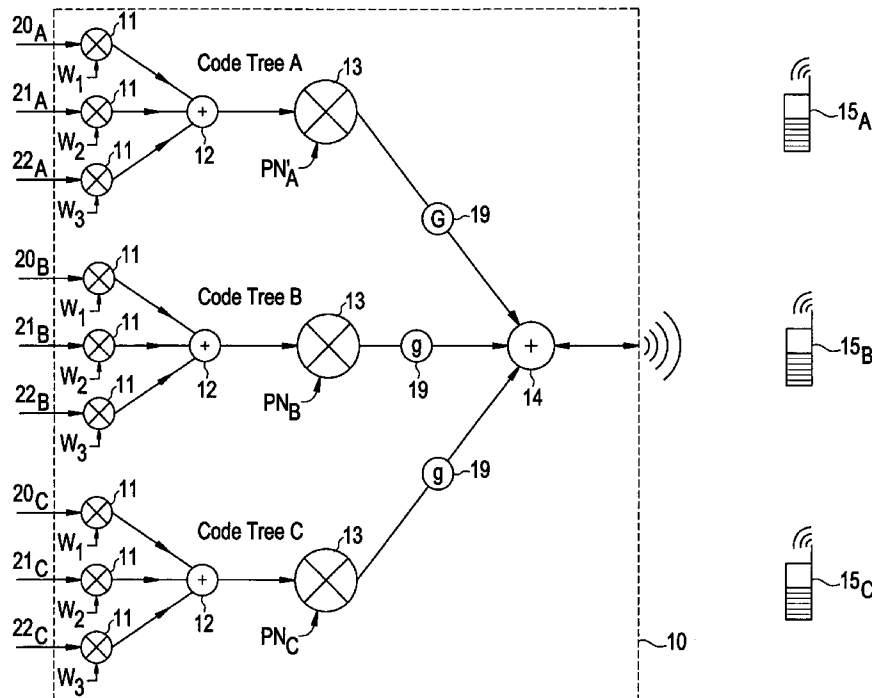 20A
11
W1
21A
11
W2
22A
11
W3
Code Tree A
+
12
13
PN'A
G
19
15A
20B
11
W1
21B
11
W2
22B
11
W3
Code Tree B
+
12
13
PNB
g
19
+
14
15B
20C
11
W1
21C
11
W2
22C
11
W3
Code Tree C
+
12
13
PNC
g
19
10
15C